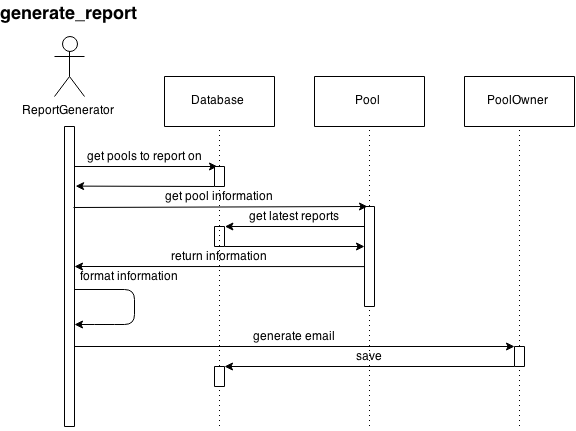 generate_report
ReportGenerator
Database
Pool
PoolOwner
get pools to report on
get pool information
get latest reports
return information
format information
generate email
save